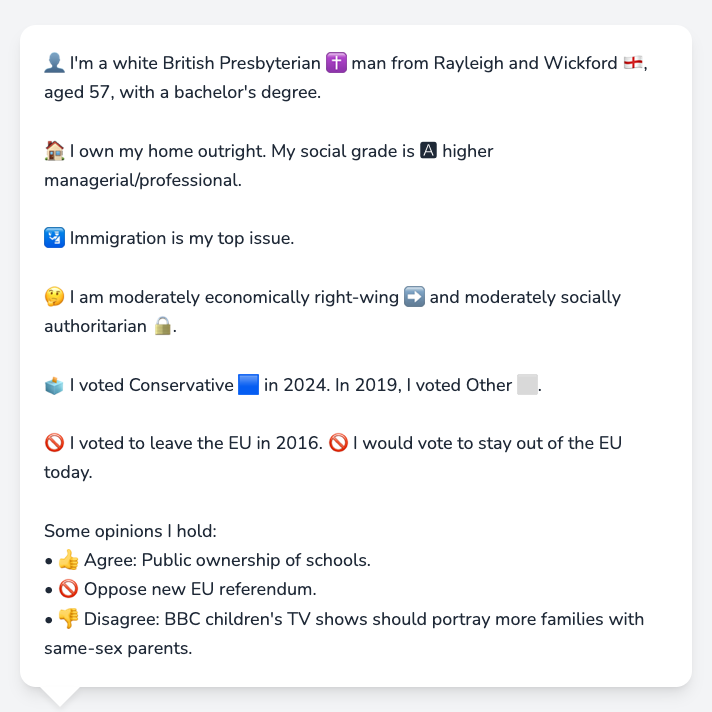 👤 I'm a white British Presbyterian ✝️ man from Rayleigh and Wickford 🏴󠁧󠁢󠁥󠁮󠁧󠁿,
aged 57, with a bachelor's degree.
🏠 I own my home outright. My social grade is 🅰 higher
managerial/professional.
🛂 Immigration is my top issue.
🤔 I am moderately economically right-wing ➡️ and moderately socially
authoritarian 🔒.
🗳️ I voted Conservative 🟦 in 2024. In 2019, I voted Other ⬜.
🚫 I voted to leave the EU in 2016. 🚫 I would vote to stay out of the EU
today.
Some opinions I hold:
• 👍 Agree: Public ownership of schools.
• 🚫 Oppose new EU referendum.
• 👎 Disagree: BBC children's TV shows should portray more families with
same-sex parents.